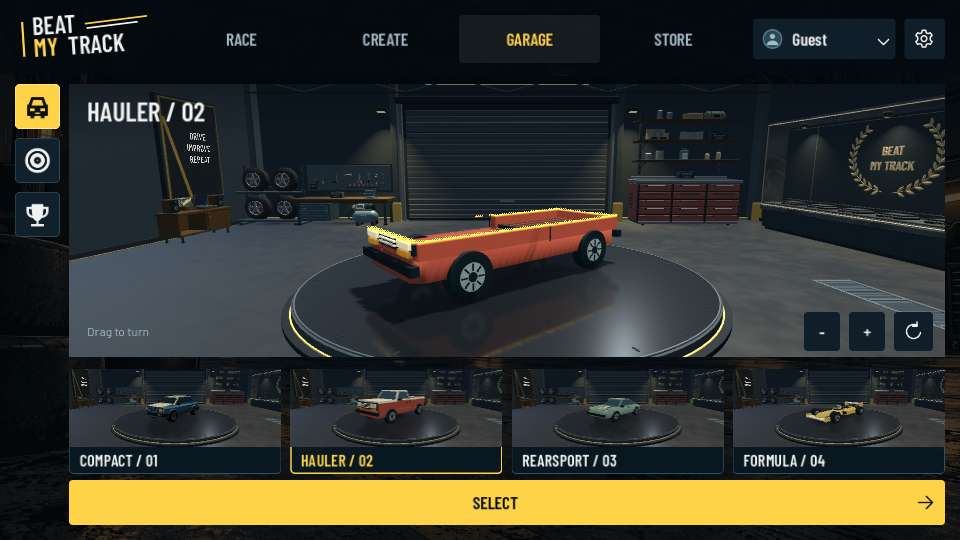 BEAT
MY TRACK
RACE
CREATE
GARAGE
STORE
Guest
HAULER / 02
DRIVE
IMPROVE
REPEAT
BEAT
MY TRACK
Drag to turn
-
+
COMPACT / 01
HAULER / 02
REARSPORT / 03
FORMULA / 04
SELECT